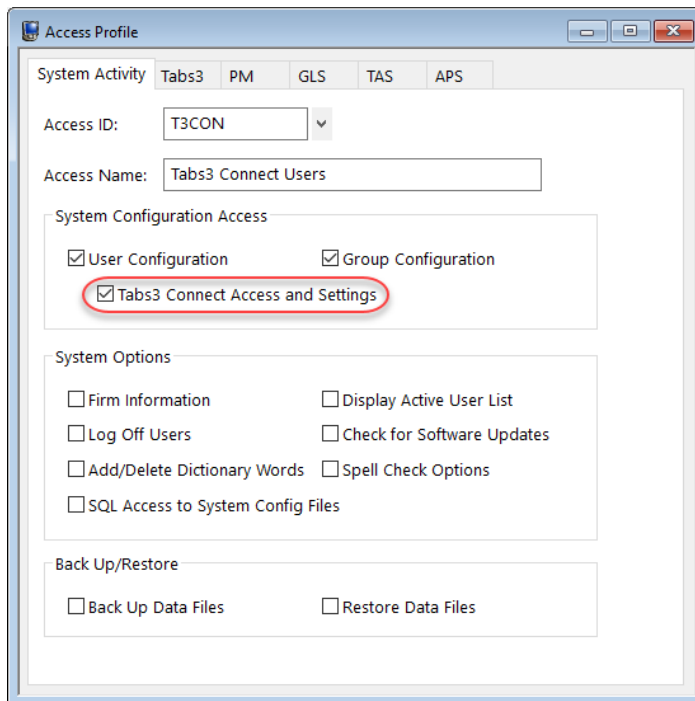 Access Profile
System Activity Tabs3 PM GLS TAS APS
Access ID: T3CON
Access Name: Tabs3 Connect Users
System Configuration Access
User Configuration Group Configuration
Tabs3 Connect Access and Settings
System Options
Firm Information Display Active User List
Log Off Users Check for Software Updates
Add/Delete Dictionary Words Spell Check Options
SQL Access to System Config Files
Back Up/Restore
Back Up Data Files Restore Data Files